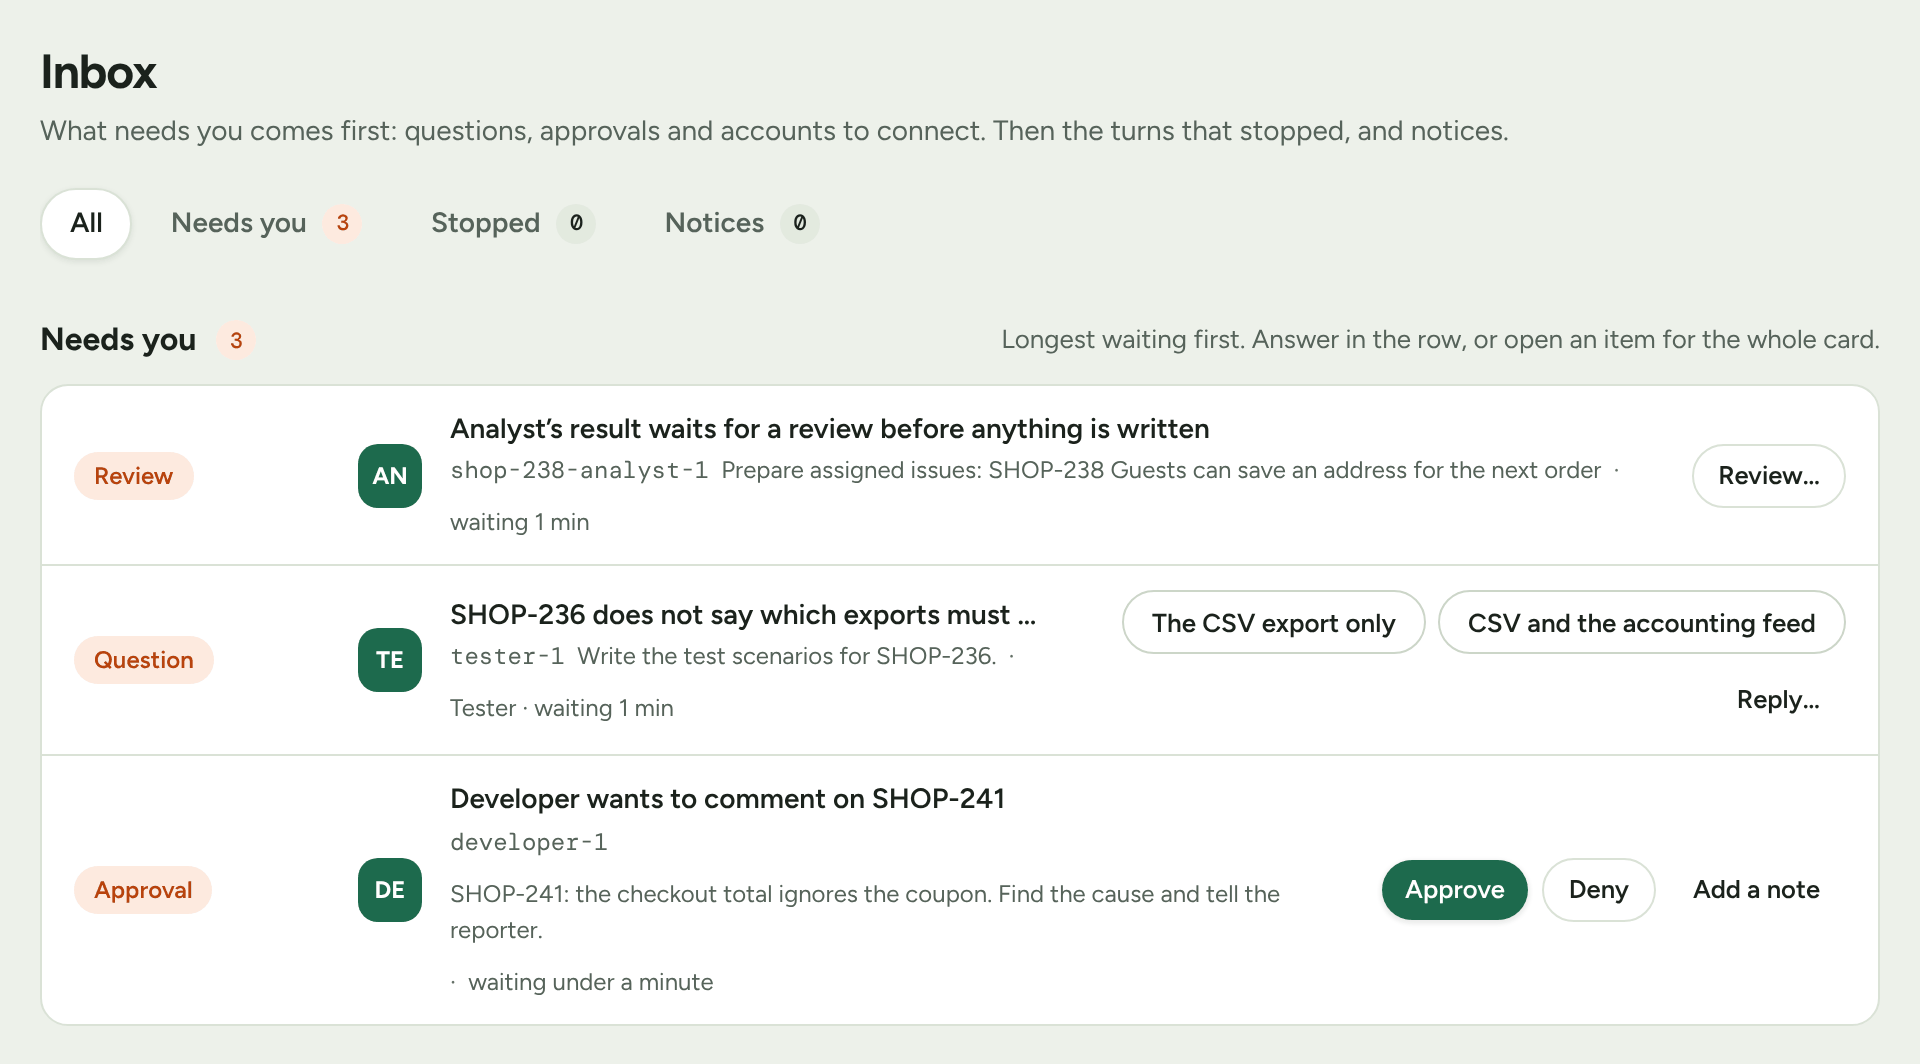 Inbox
What needs you comes first: questions, approvals and accounts to connect. Then the turns that stopped, and notices.
All Needs you 3 Stopped 0 Notices 0
Needs you 3 Longest waiting first. Answer in the row, or open an item for the whole card.
Analyst’s result waits for a review before anything is written
Review AN shop-238-analyst-1 Prepare assigned issues: SHOP-238 Guests can save an address for the next order · Review...
waiting 1 min
SHOP-236 does not say which exports must ... The CSV export only CSV and the accounting feed
Question TE tester-1 Write the test scenarios for SHOP-236. ·
Tester · waiting 1 min Reply...
Developer wants to comment on SHOP-241
developer-1
Approval DE SHOP-241: the checkout total ignores the coupon. Find the cause and tell the Approve Deny Add a note
reporter.
· waiting under a minute